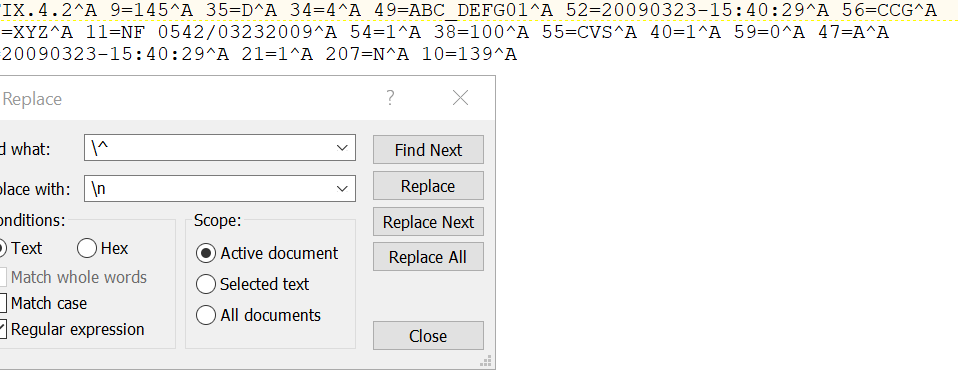 IX.4.2^A 9=145^A 35=D^A 34=4^A 49=ABC_DEFG01^A 52=20090323-15:40:29^A 56=CCG^A
=XYZ^A 11=NF 0542/03232009^A 54=1^A 38=100^A 55=CVS^A 40=1^A 59=0^A 47=A^A
20090323-15:40:29^A 21=1^A 207=N^A 10=139^A
Replace
d what:
\^
Find Next
place with:
\n
Replace
onditions:
Scope:
Replace Next
Text
Hex
Active document
Replace All
Match whole words
Selected text
Match case
All documents
Regular expression
Close